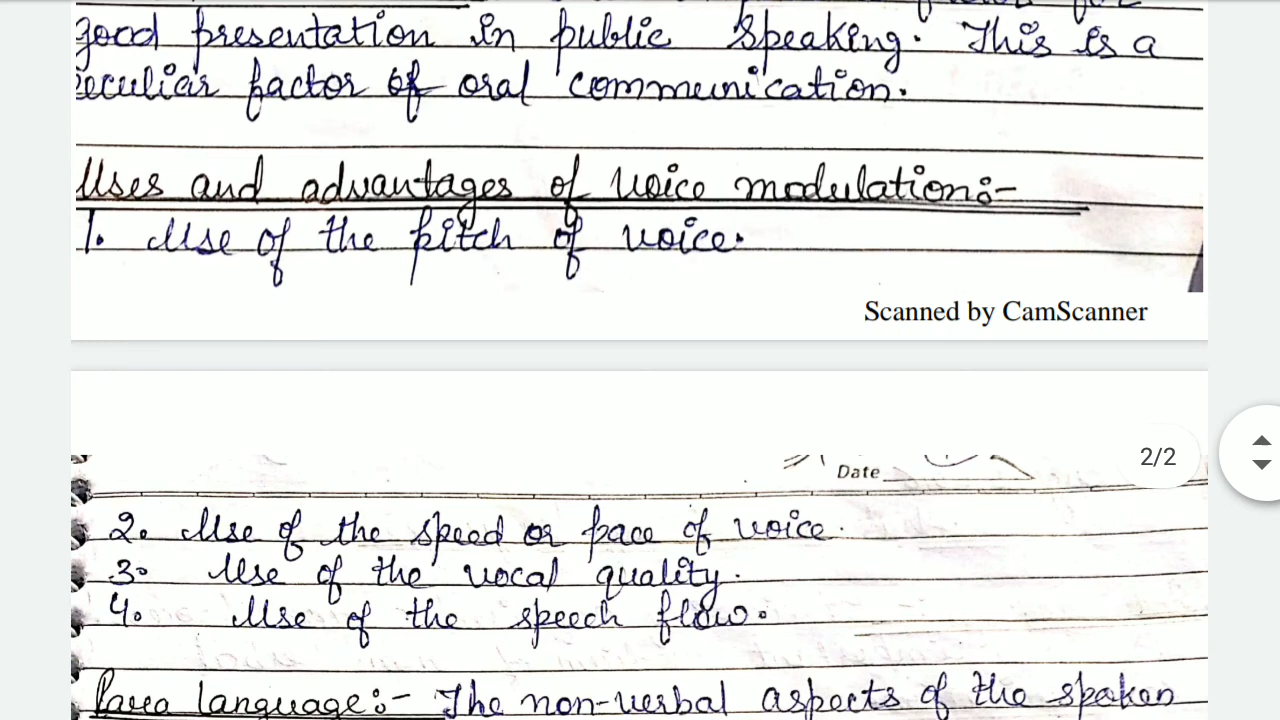 good presentation in public speaking. This is a
peculiar factor of oral communication.
Uses and advantages of voice modulation:-
1. Use of the pitch of voice.
Scanned by CamScanner
2/2
Date
2. Use of the speed or pace of voice.
3. Use of the vocal quality.
4. Use of the speech flow.
Para language:- The non-verbal aspects of the spoken